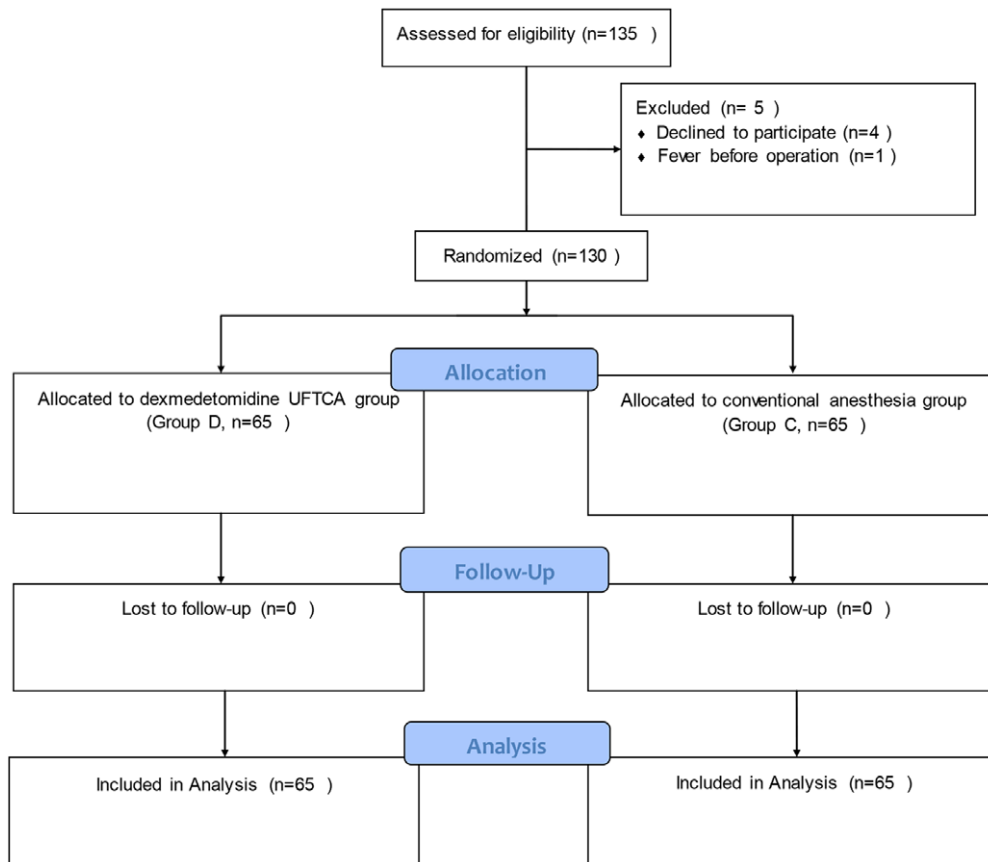 Assessed for eligibility (n=135 )
Excluded (n= 5 )
♦ Declined to participate (n=4 )
♦ Fever before operation (n=1 )
Randomized (n=130 )
Allocation
Allocated to dexmedetomidine UFTCA group
(Group D, n=65 )
Allocated to conventional anesthesia group
(Group C, n=65 )
Follow-Up
Lost to follow-up (n=0 )
Lost to follow-up (n=0 )
Analysis
Included in Analysis (n=65 )
Included in Analysis (n=65 )